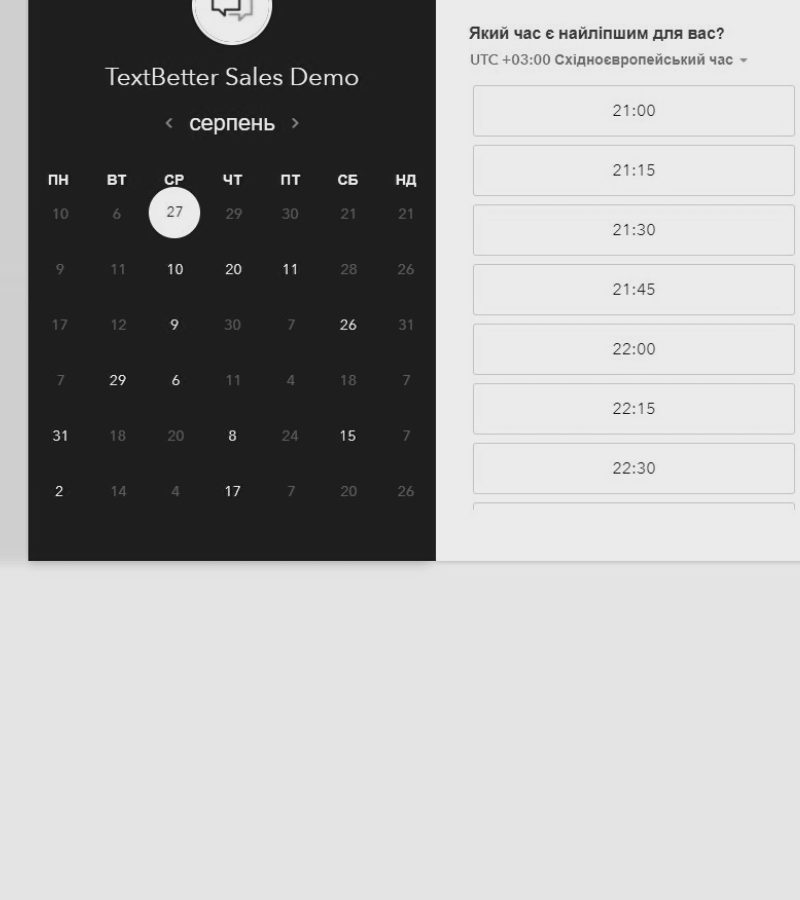 TextBetter Sales Demo
серпень
ПН ВТ СР ЧТ ПТ СБ НД
10 6 27 29 30 21 21
9 11 10 20 11 28 26
17 12 9 30 7 26 31
7 29 6 11 4 18 7
31 18 20 8 24 15 7
2 14 4 17 7 20 26
Який час є найліпшим для вас?
UTC +03:00 Східноєвропейський час
21:00
21:15
21:30
21:45
22:00
22:15
22:30